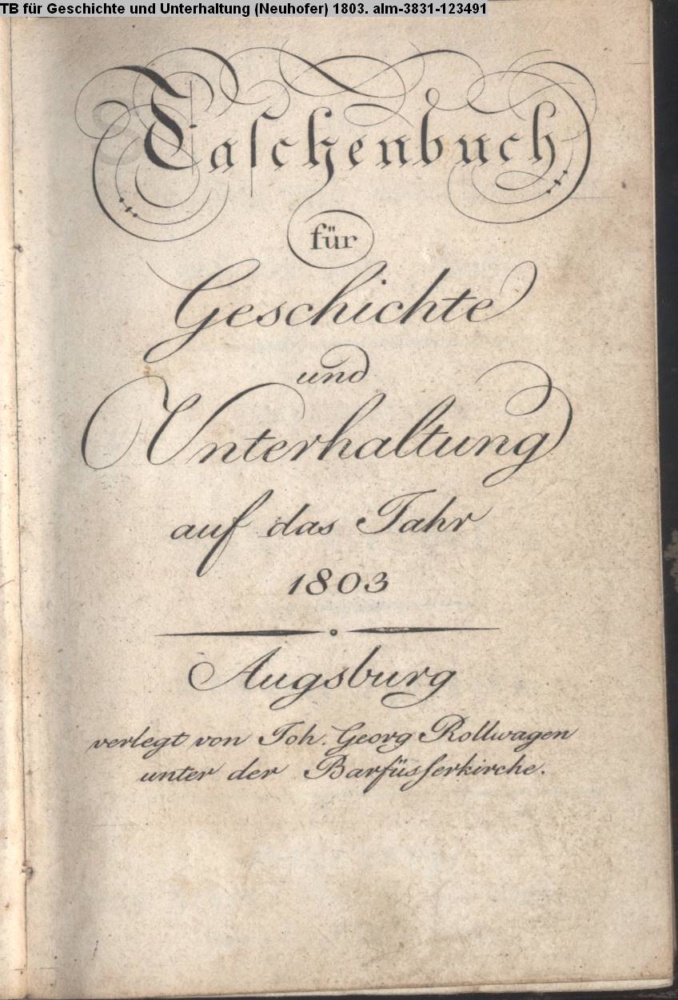 TB für Geschichte und Unterhaltung (Neuhofer) 1803. alm-3831-123491
Taschenbuch
für
Geschichte
und
Unterhaltung
auf das Jahr
1803
Augsburg
verlegt von Joh. Georg Rollwagen
unter der Barfüsserkirche.